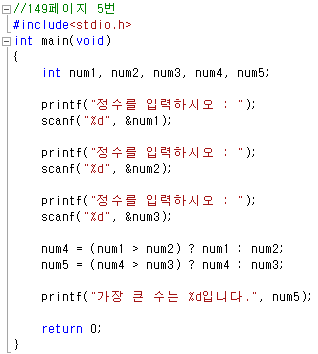 //149페이지 5번
#include<stdio.h>
int main(void)
{
int num1, num2, num3, num4, num5;
printf("정수를 입력하시오 : ");
scanf("%d", &num1);
printf("정수를 입력하시오 : ");
scanf("%d", &num2);
printf("정수를 입력하시오 : ");
scanf("%d", &num3);
num4 = (num1 > num2) ? num1 : num2;
num5 = (num4 > num3) ? num4 : num3;
printf("가장 큰 수는 %d입니다.", num5);
return 0;
}